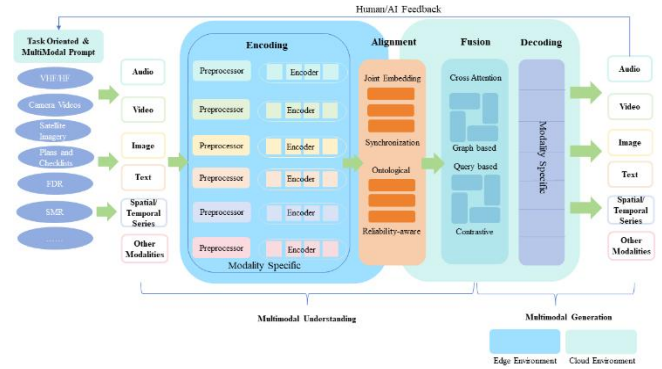 Human/AI Feedback
Task Oriented &
MultiModal Prompt
VHF/HF
Camera Videos
Satellite
Imagery
Plans and
Checklists
FDR
SMR
......
Audio
Video
Image
Text
Spatial/
Temporal
Series
Other
Modalities
Encoding
Preprocessor
Encoder
Preprocessor
Encoder
Preprocessor
Encoder
Preprocessor
Encoder
Preprocessor
Encoder
Preprocessor
Encoder
Modality Specific
Alignment
Joint Embedding
Synchronization
Ontological
Reliability-aware
Fusion
Cross Attention
Graph based
Query based
Contrastive
Decoding
Modality Specific
Audio
Video
Image
Text
Spatial/
Temporal
Series
Other
Modalities
Multimodal Understanding
Multimodal Generation
Edge Environment
Cloud Environment